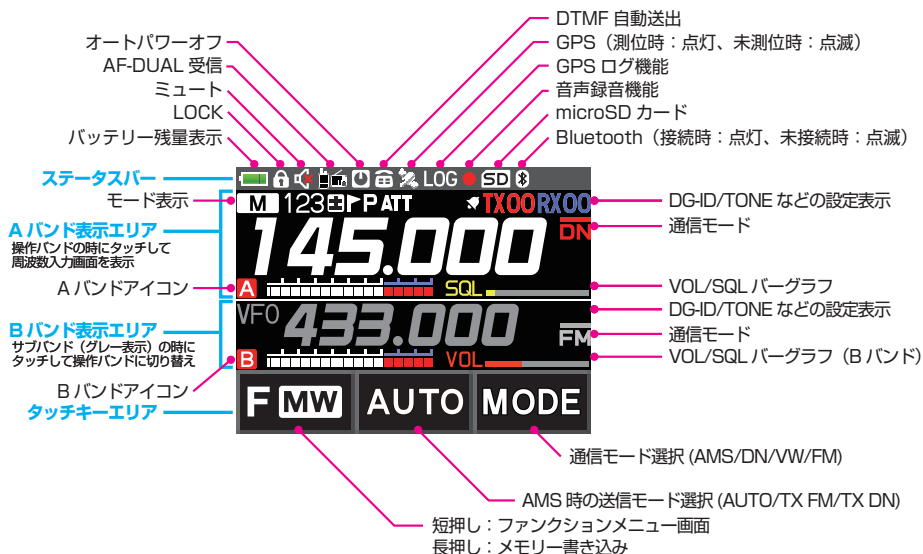 DTMF 自動送出
GPS（測位時：点灯、未測位時：点滅）
GPS ログ機能
音声録音機能
microSD カード
Bluetooth（接続時：点灯、未接続時：点滅）
オートパワーオフ
AF-DUAL 受信
ミュート
LOCK
バッテリー残量表示
ステータスバー
LOG SD
モード表示
M 123 P ATT TX00 RX00
DG-ID/TONE などの設定表示
A バンド表示エリア
操作バンドの時にタッチして
周波数入力画面を表示
145.000 DN
通信モード
A バンドアイコン
A SQL
VOL/SQL バーグラフ
DG-ID/TONE などの設定表示
B バンド表示エリア
サブバンド（グレー表示）の時に
タッチして操作バンドに切り替え
VFO 433.000 FM
通信モード
B VOL
VOL/SQL バーグラフ（B バンド）
B バンドアイコン
タッチキーエリア
F MW AUTO MODE
通信モード選択 (AMS/DN/VW/FM)
AMS 時の送信モード選択 (AUTO/TX FM/TX DN)
短押し：ファンクションメニュー画面
長押し：メモリー書き込み